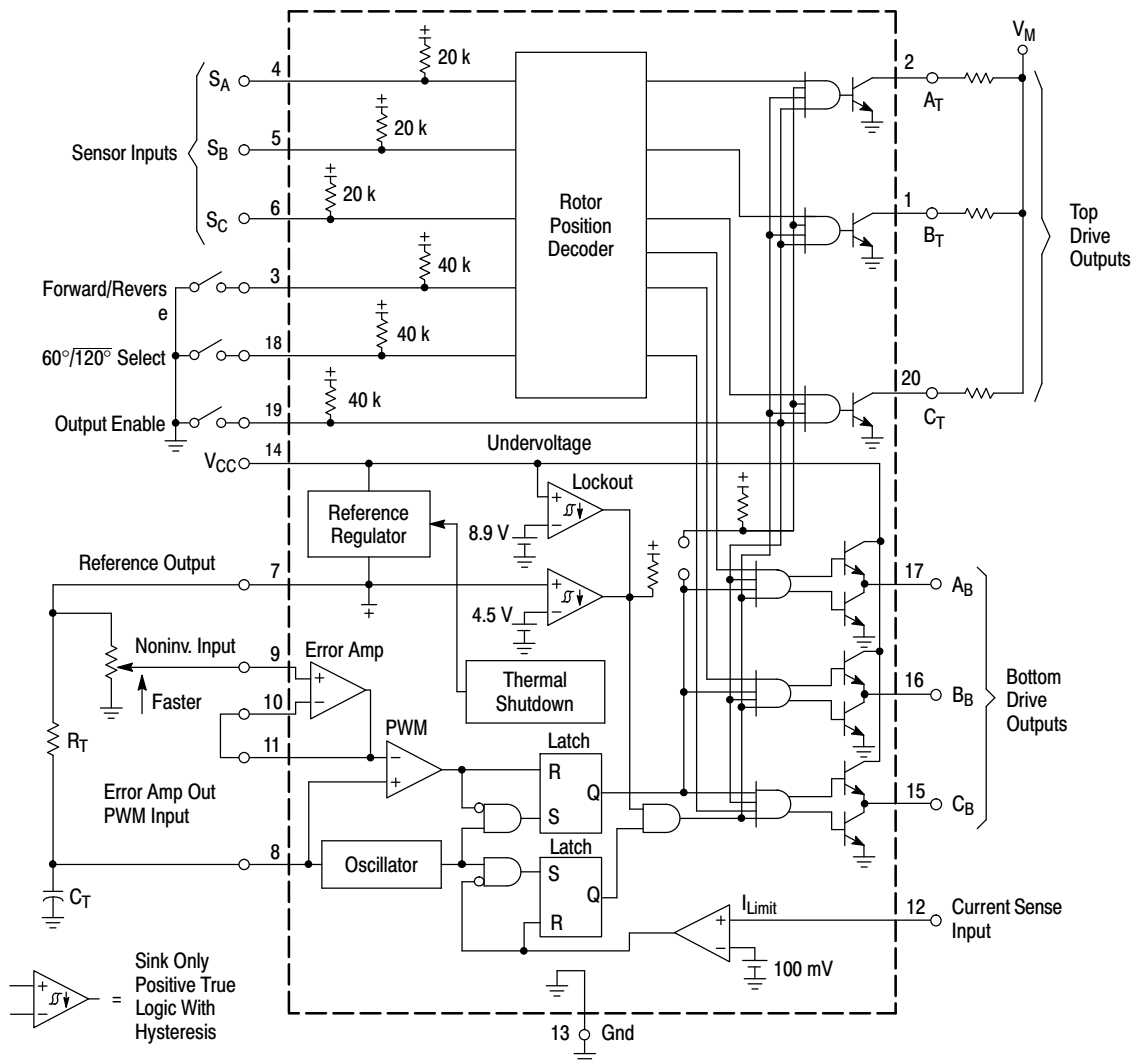 V_M
4
S_A
20 k
2
A_T
5
S_B
20 k
Sensor Inputs
6
S_C
20 k
Rotor
Position
Decoder
1
B_T
Top
Drive
Outputs
3
40 k
Forward/Revers
e
18
40 k
60°/120° Select
20
C_T
19
40 k
Output Enable
14
V_CC
Undervoltage
Lockout
Reference
Regulator
8.9 V
Reference Output
7
4.5 V
17
A_B
Noninv. Input
9
Error Amp
Faster
10
Thermal
Shutdown
16
B_B
Bottom
Drive
Outputs
R_T
11
PWM
Latch
R
Q
S
Error Amp Out
PWM Input
15
C_B
8
Oscillator
Latch
S
Q
R
C_T
I_Limit
12
Current Sense
Input
100 mV
=
Sink Only
Positive True
Logic With
Hysteresis
13
Gnd